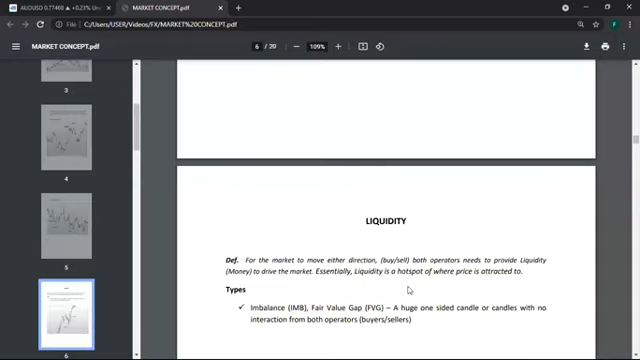 AUDUSD 0.77468 ▲ +0.23% Unnamed
MARKET CONCEPT.pdf
File | C:/Users/USER/Videos/FX/MARKET%20CONCEPT.pdf
MARKET CONCEPT.pdf
6 / 20
109%
3
4
5
6
LIQUIDITY
Def. For the market to move either direction, (buy/sell) both operators needs to provide Liquidity
(Money) to drive the market. Essentially, Liquidity is a hotspot of where price is attracted to.
Types
✓ Imbalance (IMB), Fair Value Gap (FVG) – A huge one sided candle or candles with no
interaction from both operators (buyers/sellers)